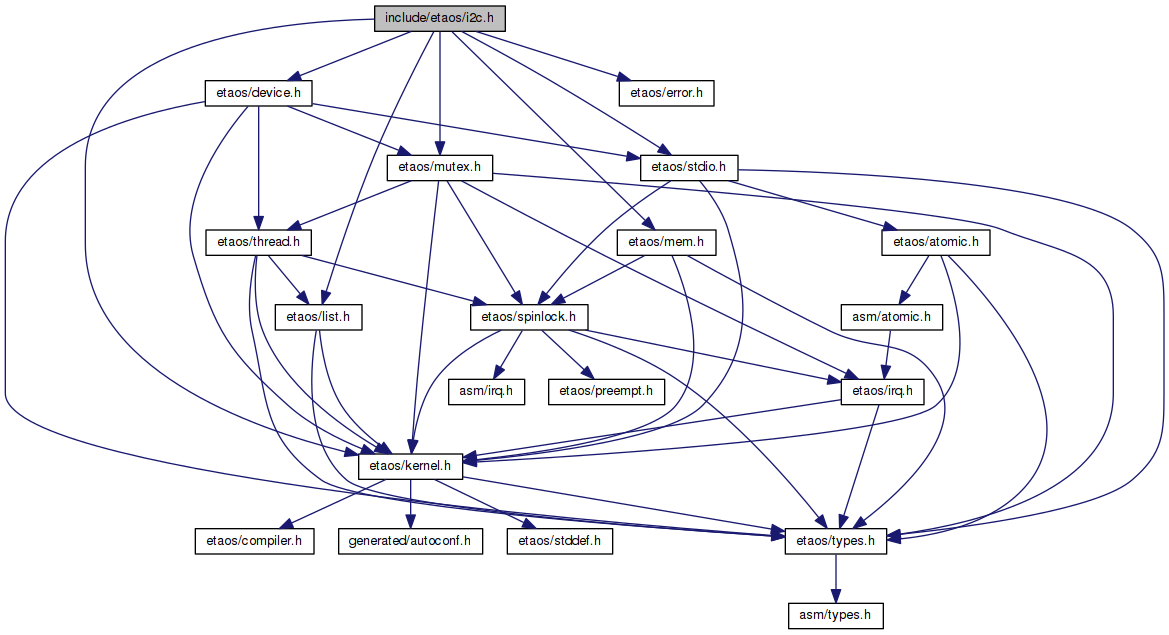 include/etaos/i2c.h
etaos/device.h
etaos/error.h
etaos/mutex.h
etaos/stdio.h
etaos/thread.h
etaos/mem.h
etaos/atomic.h
etaos/list.h
etaos/spinlock.h
asm/atomic.h
asm/irq.h
etaos/preempt.h
etaos/irq.h
etaos/kernel.h
etaos/compiler.h
generated/autoconf.h
etaos/stddef.h
etaos/types.h
asm/types.h